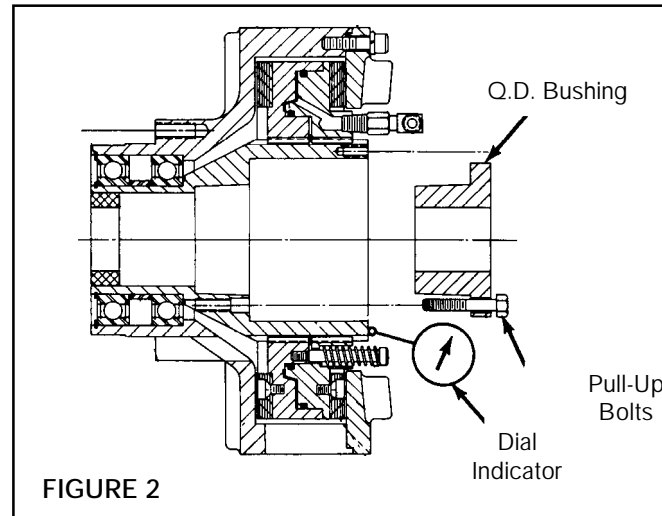 Q.D. Bushing
Pull-Up
Bolts
Dial
Indicator
FIGURE 2